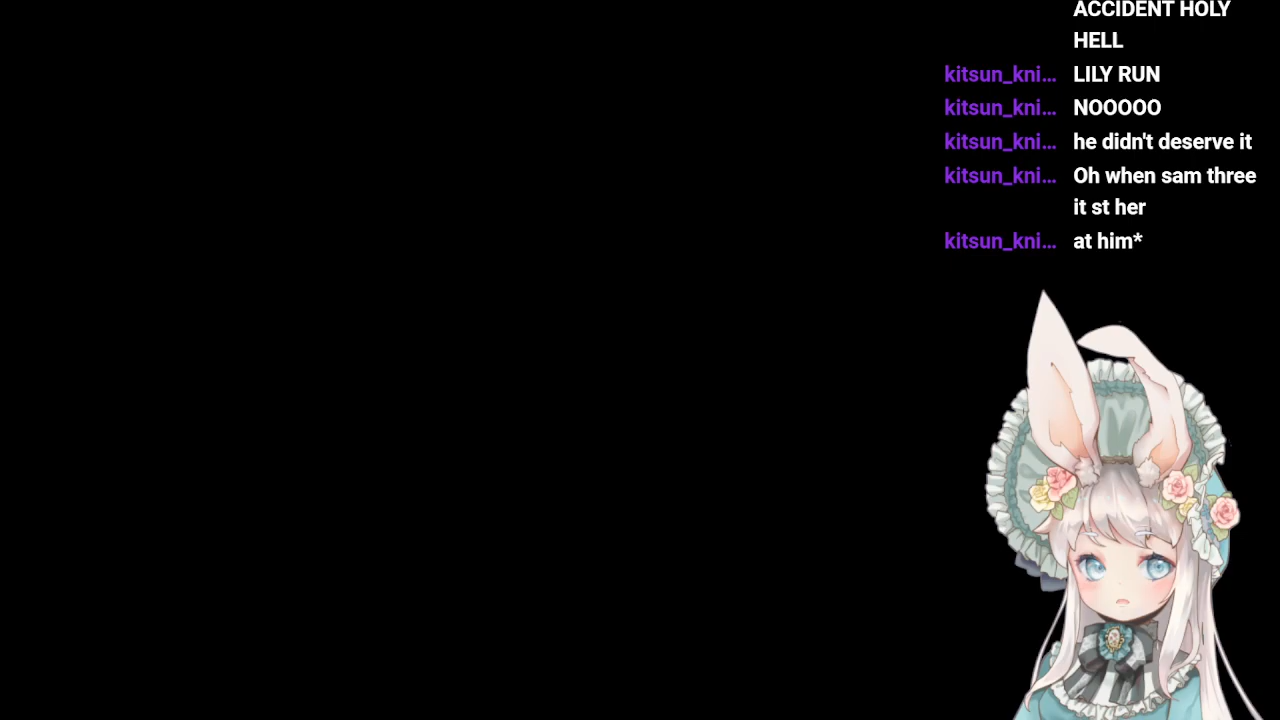 ACCIDENT HOLY
HELL
kitsun_kni... LILY RUN
kitsun_kni... NOOOOO
kitsun_kni... he didn't deserve it
kitsun_kni... Oh when sam three
it st her
kitsun_kni... at him*